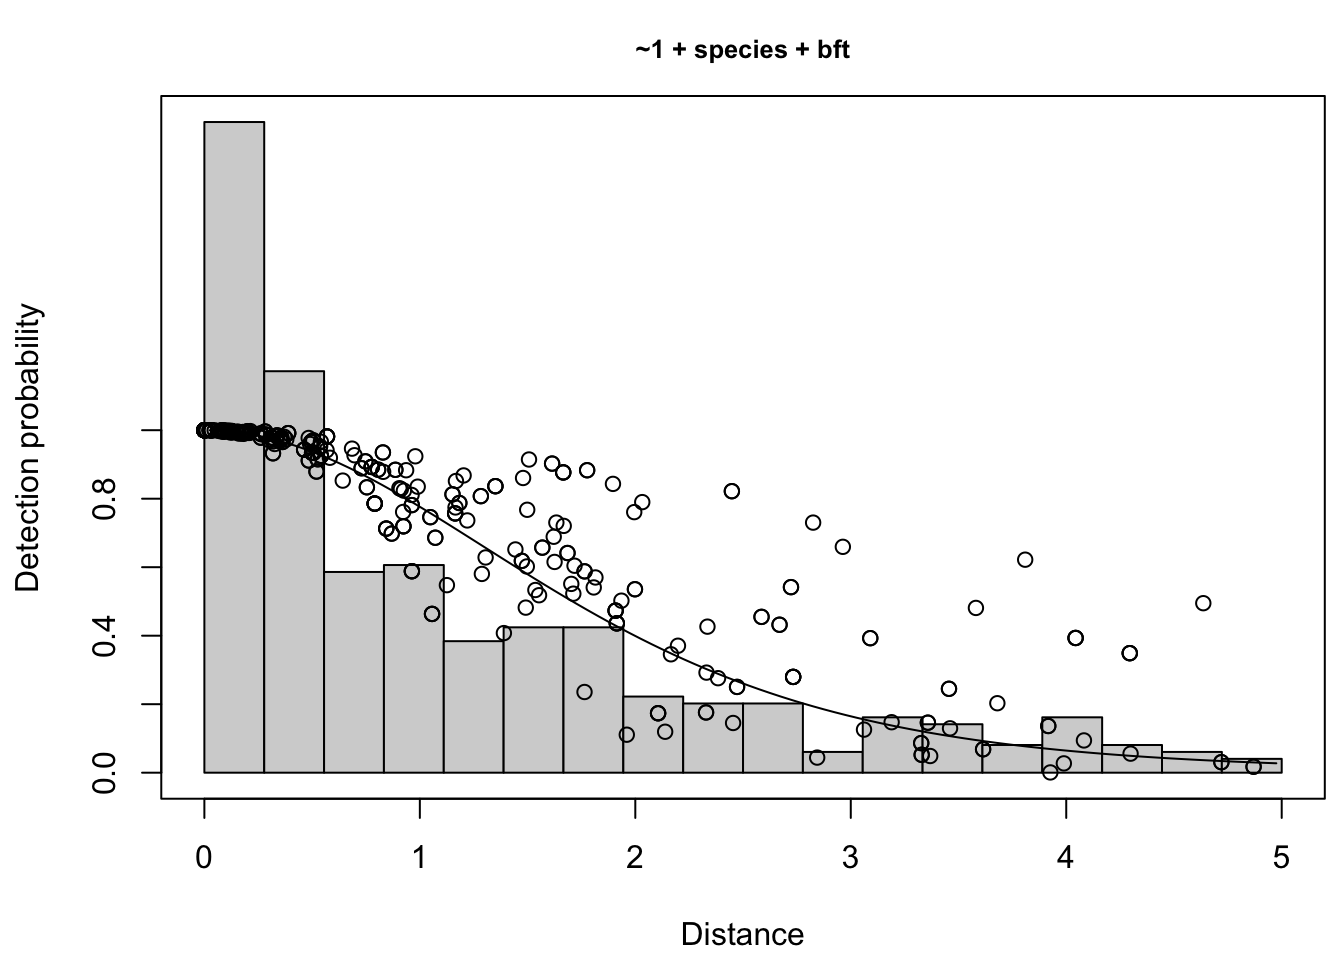 ~1 + species + bft
Detection probability
0.8
0.4
0.0
0 1 2 3 4 5
Distance